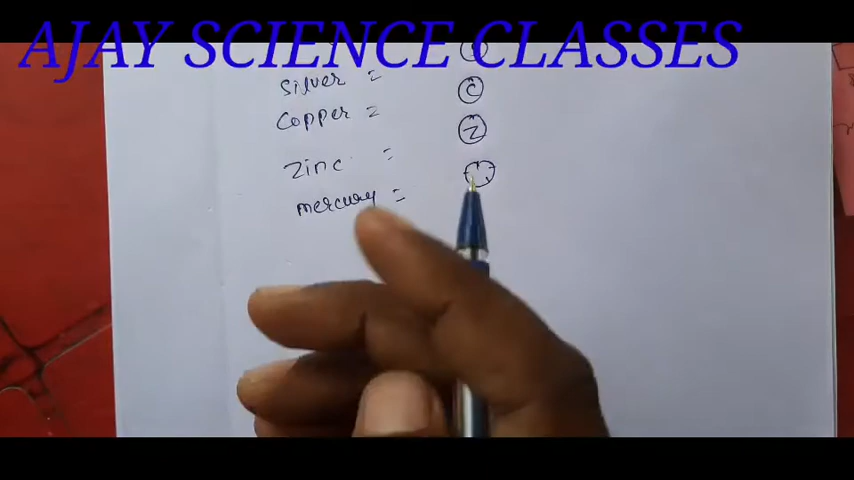 AJAY SCIENCE CLASSES
S
Silver =
C
Copper =
Z
Zinc =
mercury =